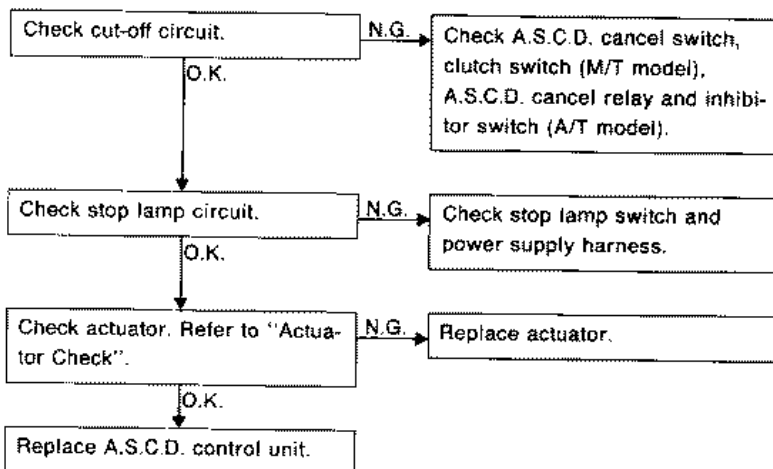 Check cut-off circuit.
N.G.
Check A.S.C.D. cancel switch,
clutch switch (M/T model),
A.S.C.D. cancel relay and inhibi-
tor switch (A/T model).
O.K.
Check stop lamp circuit.
N.G.
Check stop lamp switch and
power supply harness.
O.K.
Check actuator. Refer to "Actua-
tor Check".
N.G.
Replace actuator.
O.K.
Replace A.S.C.D. control unit.